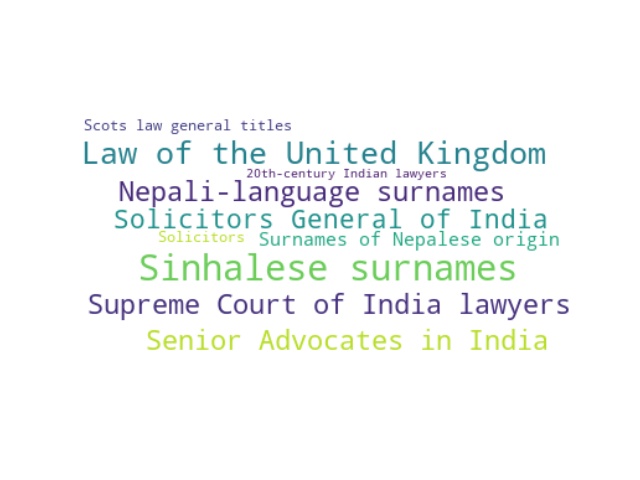 Scots law general titles
Law of the United Kingdom
20th-century Indian lawyers
Nepali-language surnames
Solicitors General of India
Solicitors
Surnames of Nepalese origin
Sinhalese surnames
Supreme Court of India lawyers
Senior Advocates in India